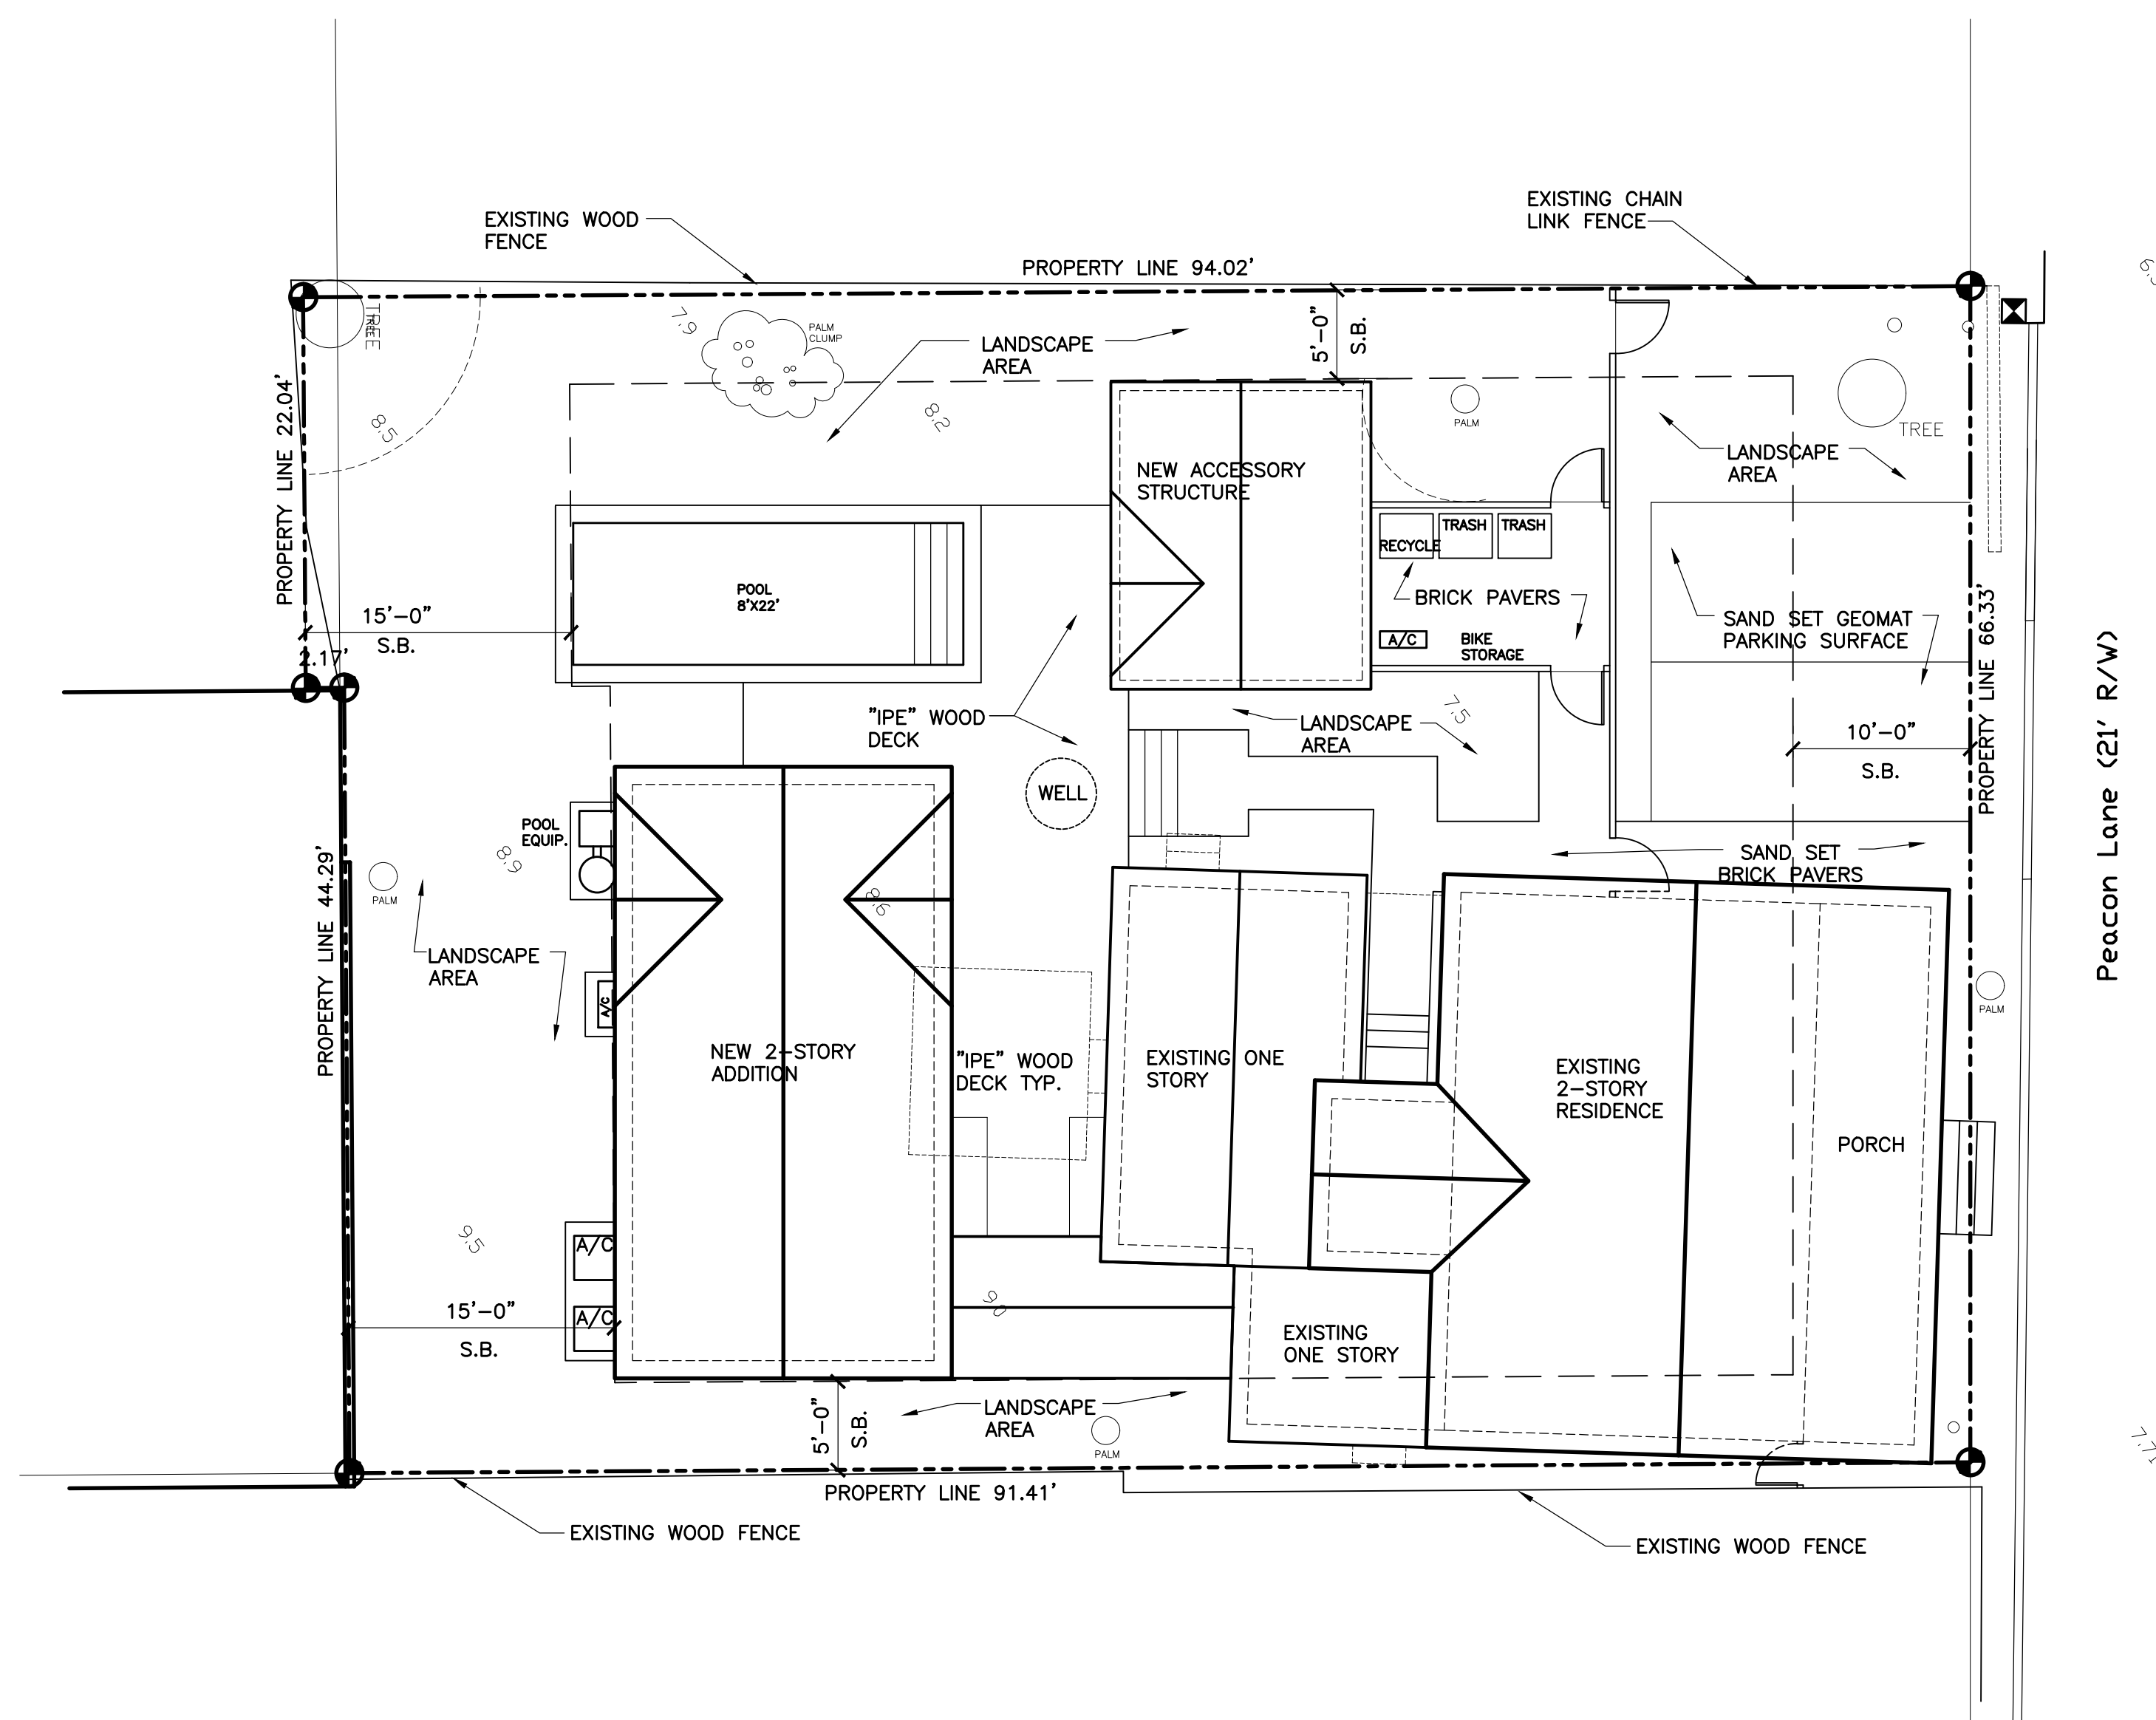 EXISTING WOOD
FENCE
EXISTING CHAIN
LINK FENCE
PROPERTY LINE 94.02'
TREE
TREE
7.9
PALM
CLUMP
LANDSCAPE
AREA
5'-0"
S.B.
8.5
8.2
PALM
TREE
LANDSCAPE
AREA
PROPERTY LINE 22.04'
NEW ACCESSORY
STRUCTURE
TRASH
TRASH
RECYCLE
POOL
8'X22'
BRICK PAVERS
15'-0"
S.B.
2.17'
A/C
BIKE
STORAGE
SAND SET GEOMAT
PARKING SURFACE
PROPERTY LINE 66.33'
Peacon Lane (21' R/W)
"IPE" WOOD
DECK
LANDSCAPE
AREA
7.5
10'-0"
S.B.
WELL
POOL
EQUIP.
8.9
PALM
8.6
SAND SET
BRICK PAVERS
PROPERTY LINE 44.29'
LANDSCAPE
AREA
A/C
PALM
NEW 2-STORY
ADDITION
"IPE" WOOD
DECK TYP.
EXISTING ONE
STORY
EXISTING
2-STORY
RESIDENCE
PORCH
9.5
A/C
A/C
9.0
15'-0"
S.B.
EXISTING
ONE STORY
5'-0"
S.B.
LANDSCAPE
AREA
PALM
7.71
PROPERTY LINE 91.41'
EXISTING WOOD FENCE
EXISTING WOOD FENCE